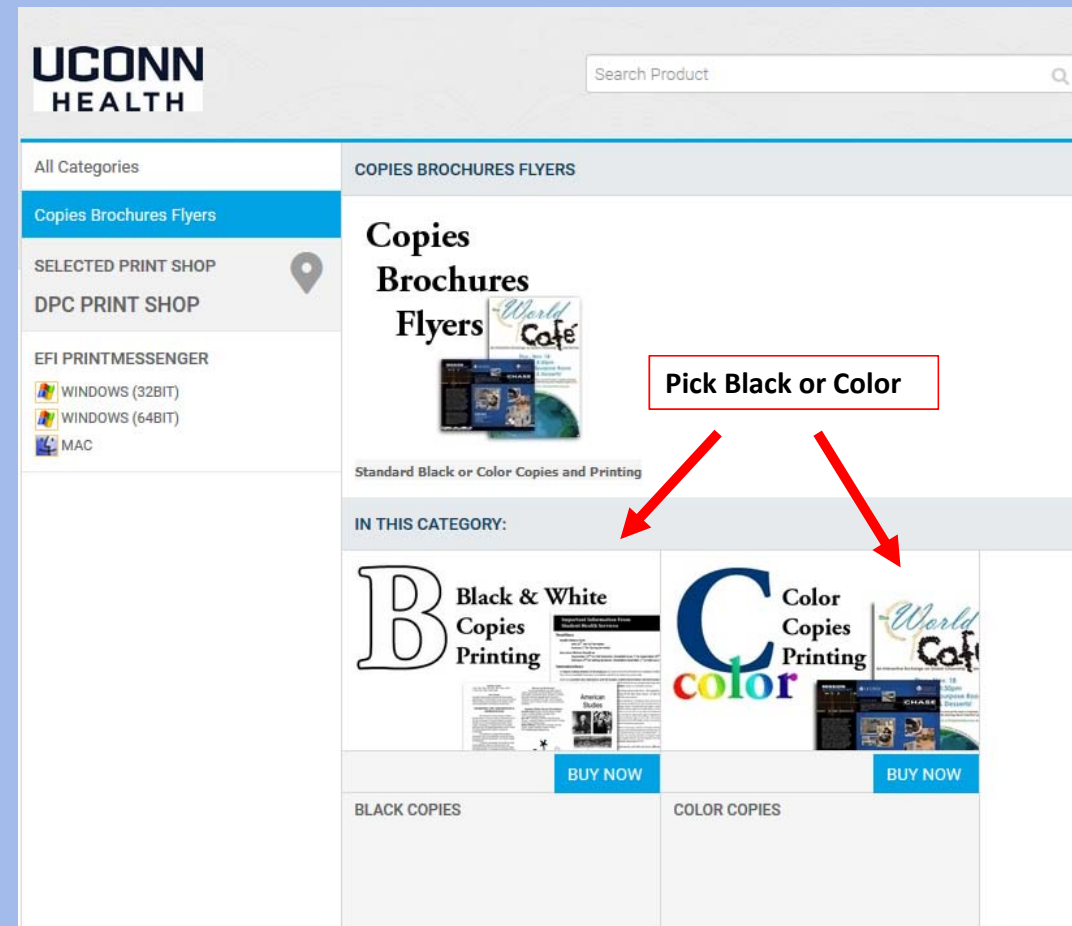 UCONN
HEALTH
Search Product
All Categories
Copies Brochures Flyers
SELECTED PRINT SHOP
DPC PRINT SHOP
EFI PRINTMESSENGER
WINDOWS (32BIT)
WINDOWS (64BIT)
MAC
COPIES BROCHURES FLYERS
Copies
Brochures
Flyers
World
Café
CHASE
Pick Black or Color
Standard Black or Color Copies and Printing
IN THIS CATEGORY:
B Black & White
Copies
Printing
Important Information From
Student Health Services
American
Studies
BUY NOW
BLACK COPIES
C
color
Color
Copies
Printing
World
CHASE
BUY NOW
COLOR COPIES